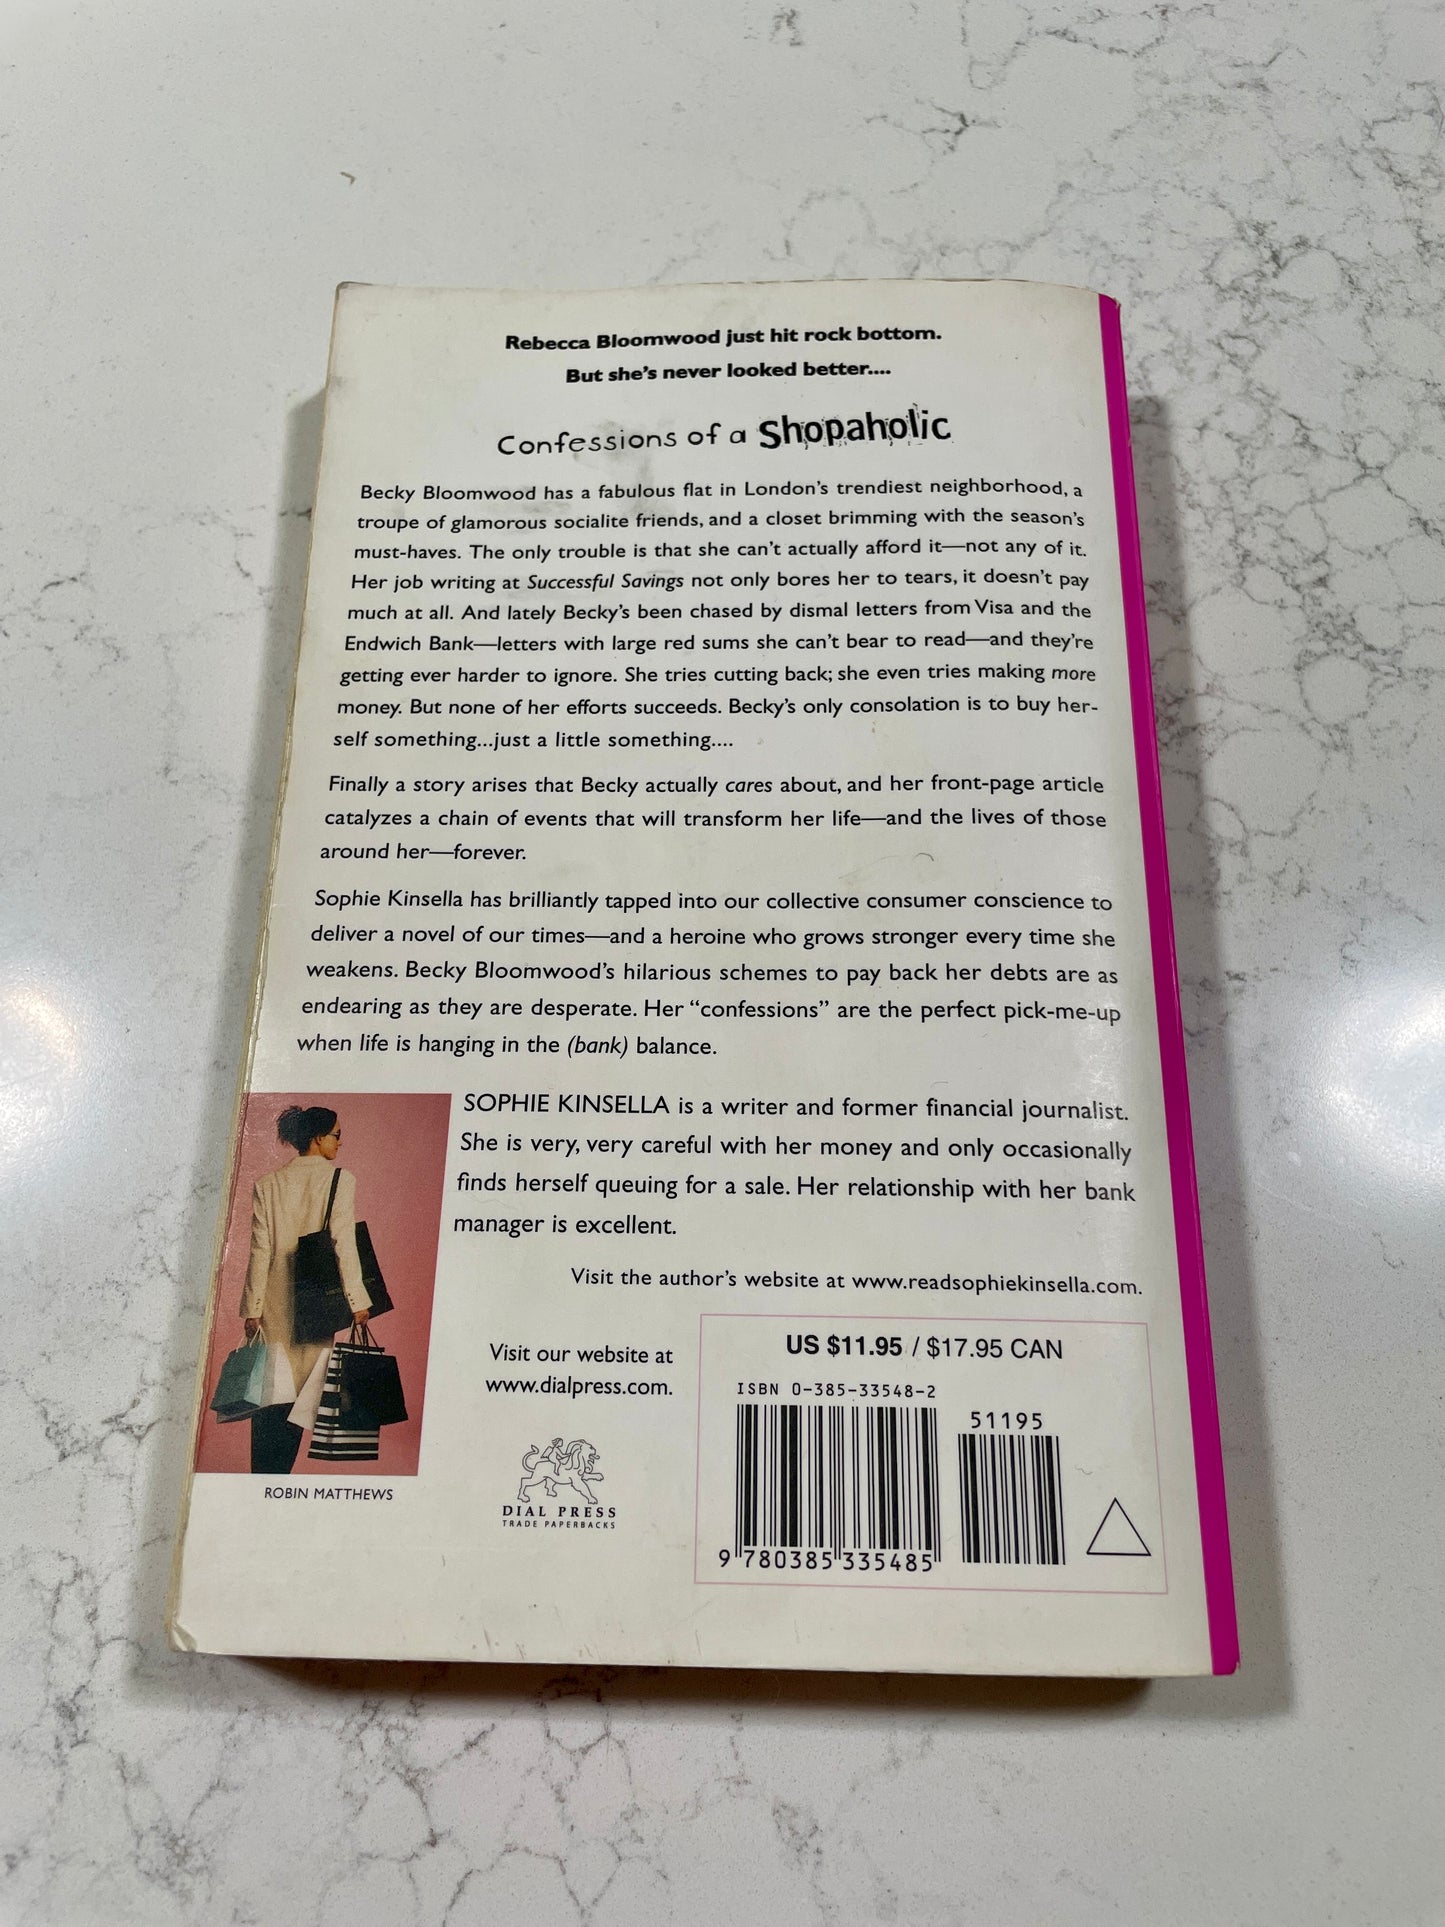 Rebecca Bloomwood just hit rock bottom.
But she's never looked better....
Confessions of a Shopaholic
Becky Bloomwood has a fabulous flat in London's trendiest neighborhood, a
troupe of glamorous socialite friends, and a closet brimming with the season's
must-haves. The only trouble is that she can't actually afford it—not any of it.
Her job writing at Successful Savings not only bores her to tears, it doesn't pay
much at all. And lately Becky's been chased by dismal letters from Visa and the
Endwich Bank—letters with large red sums she can't bear to read—and they're
getting ever harder to ignore. She tries cutting back; she even tries making more
money. But none of her efforts succeeds. Becky's only consolation is to buy her-
self something...just a little something....
Finally a story arises that Becky actually cares about, and her front-page article
catalyzes a chain of events that will transform her life—and the lives of those
around her—forever.
Sophie Kinsella has brilliantly tapped into our collective consumer conscience to
deliver a novel of our times—and a heroine who grows stronger every time she
weakens. Becky Bloomwood's hilarious schemes to pay back her debts are as
endearing as they are desperate. Her “confessions” are the perfect pick-me-up
when life is hanging in the (bank) balance.
SOPHIE KINSELLA is a writer and former financial journalist.
She is very, very careful with her money and only occasionally
finds herself queuing for a sale. Her relationship with her bank
manager is excellent.
Visit the author's website at www.readsophiekinsella.com.
ROBIN MATTHEWS
Visit our website at
www.dialpress.com.
DIAL PRESS
TRADE PAPERBACKS
US $11.95 / $17.95 CAN
ISBN 0-385-33548-2
51195
9 780385 335485